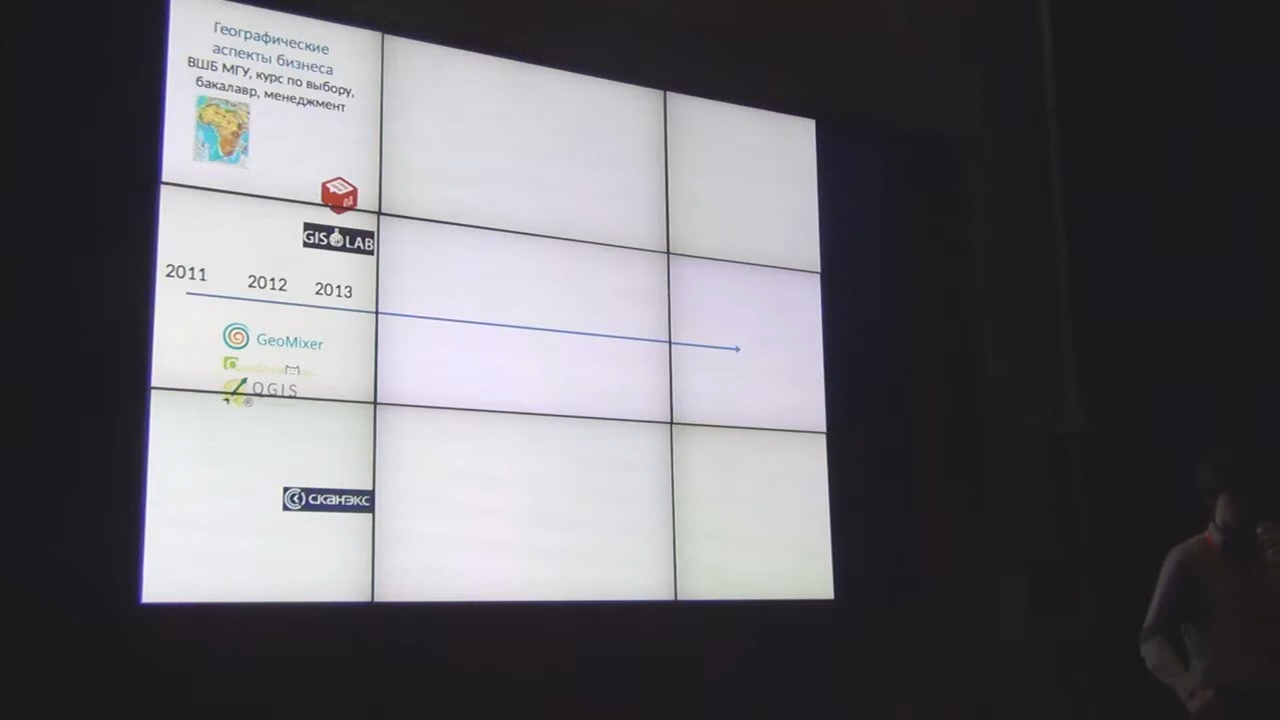 Географические
аспекты бизнеса
ВШБ МГУ, курс по выбору,
бакалавр, менеджмент
GIS LAB
2011
2012
2013
GeoMixer
QGIS
СКАНЭКС